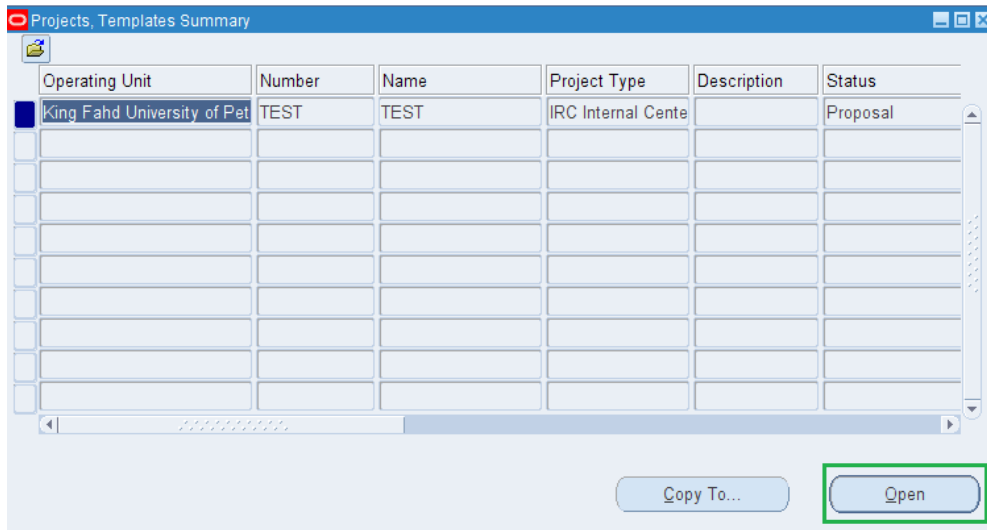 Projects, Templates Summary
Operating Unit Number Name Project Type Description Status
King Fahd University of Pet TEST TEST IRC Internal Cente Proposal
Copy To... Open